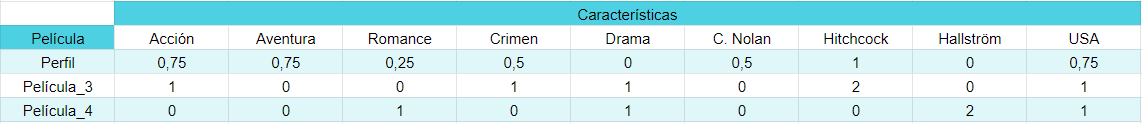 Características
Película Acción Aventura Romance Crimen Drama C. Nolan Hitchcock Hallström USA
Perfil 0,75 0,75 0,25 0,5 0 0,5 1 0 0,75
Película_3 1 0 0 1 1 0 2 0 1
Película_4 0 0 1 0 1 0 0 2 1